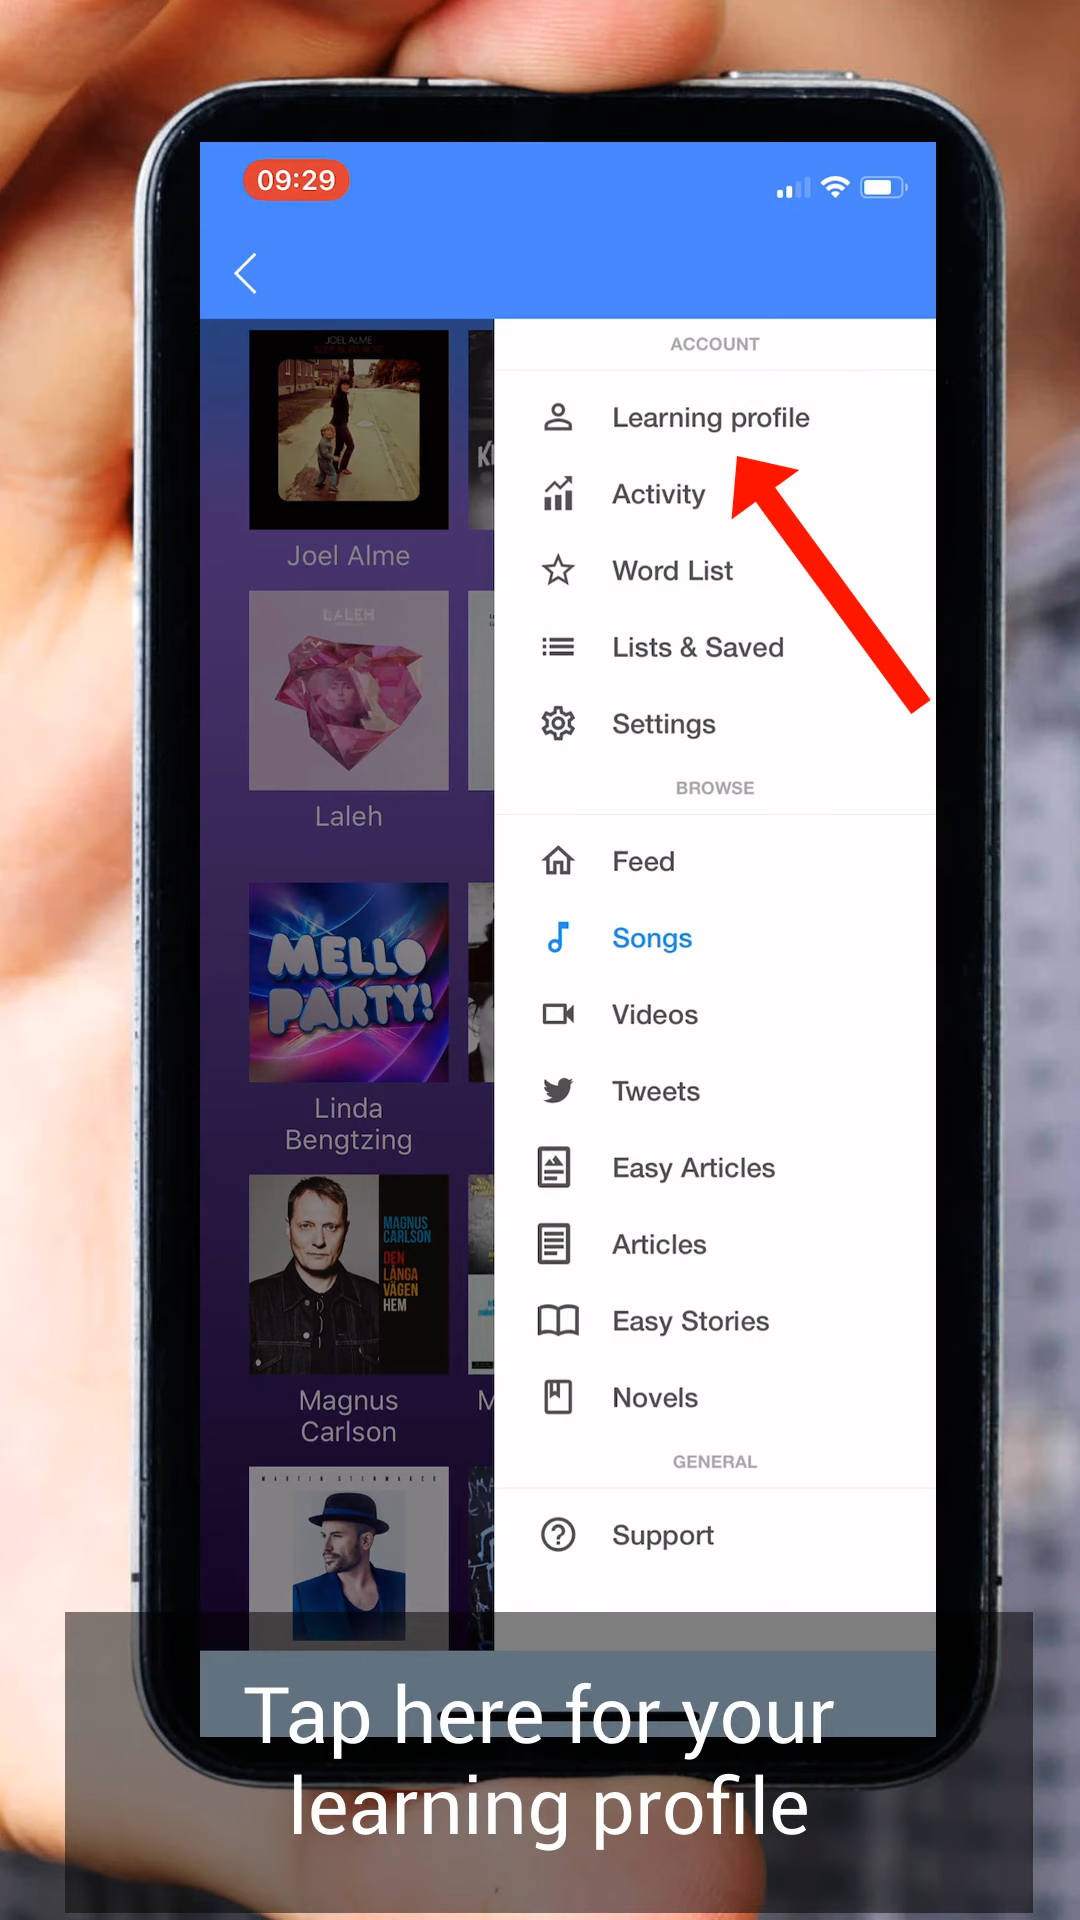 09:29
ACCOUNT
Learning profile
Activity
Word List
Lists & Saved
Settings
BROWSE
Feed
Songs
Videos
Tweets
Easy Articles
Articles
Easy Stories
Novels
GENERAL
Support
JOEL ALME
Joel Alme
LALEH
Laleh
MELLO
PARTY!
Linda
Bengtzing
MAGNUS
CARLSON
DEN
LÅNGA
VÄGEN
HEM
Magnus
Carlson
M
Tap here for your
learning profile